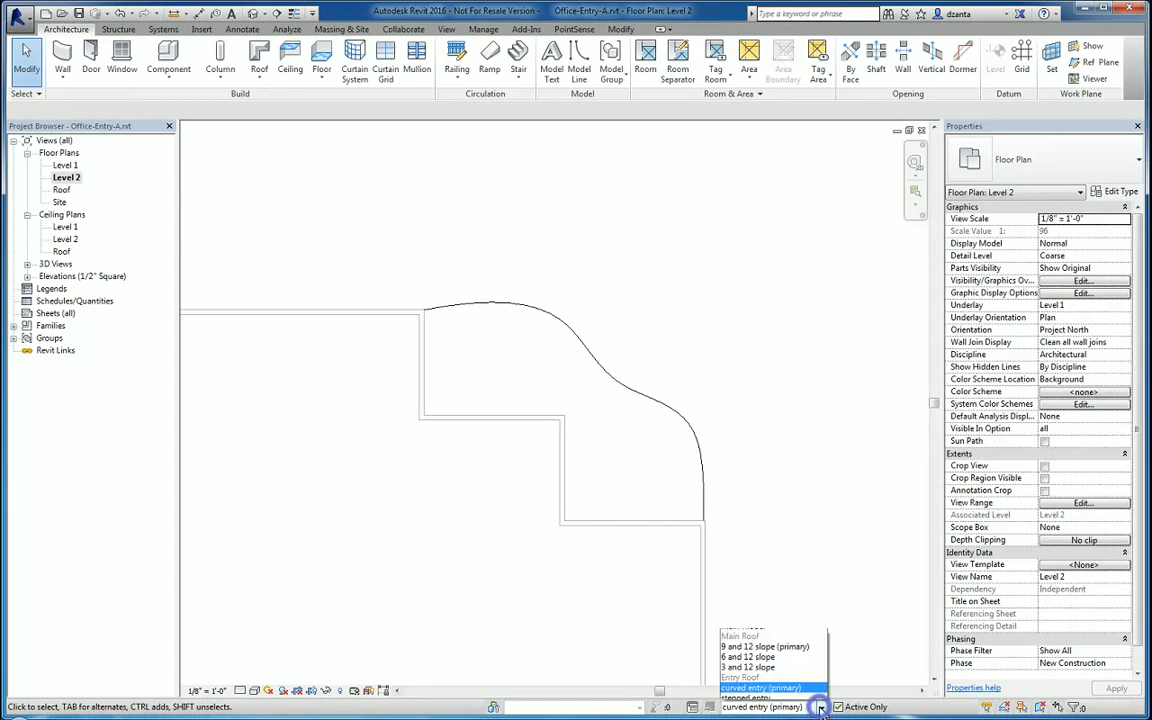 Autodesk Revit 2016 - Not For Resale Version - Office-Entry-A.rvt - Floor Plan: Level 2
Type a keyword or phrase
dzanta
Architecture Structure Systems Insert Annotate Analyze Massing & Site Collaborate View Manage Add-Ins PointSense Modify
Modify Wall Door Window Component Column Roof Ceiling Floor Curtain System Curtain Grid Mullion Railing Ramp Stair Model Text Model Line Model Group Room Room Separator Tag Room Area Area Boundary Tag Area By Face Shaft Wall Vertical Dormer Level Grid Set Show Ref Plane Viewer
Select Build Circulation Model Room & Area Opening Datum Work Plane
Project Browser - Office-Entry-A.rvt
Views (all)
Floor Plans
Level 1
Level 2
Roof
Site
Ceiling Plans
Level 1
Level 2
Roof
3D Views
Elevations (1/2" Square)
Legends
Schedules/Quantities
Sheets (all)
Families
Groups
Revit Links
Properties
Floor Plan
Floor Plan: Level 2 Edit Type
Graphics
View Scale 1/8" = 1'-0"
Scale Value 1: 96
Display Model Normal
Detail Level Coarse
Parts Visibility Show Original
Visibility/Graphics Ov... Edit...
Graphic Display Options Edit...
Underlay Level 1
Underlay Orientation Plan
Orientation Project North
Wall Join Display Clean all wall joins
Discipline Architectural
Show Hidden Lines By Discipline
Color Scheme Location Background
Color Scheme <none>
System Color Schemes Edit...
Default Analysis Displ... None
Visible In Option all
Sun Path
Extents
Crop View
Crop Region Visible
Annotation Crop
View Range Edit...
Associated Level Level 2
Scope Box None
Depth Clipping No clip
Identity Data
View Template <None>
View Name Level 2
Dependency Independent
Title on Sheet
Referencing Sheet
Referencing Detail
Phasing
Phase Filter Show All
Phase New Construction
Properties help Apply
Main Roof
9 and 12 slope (primary)
6 and 12 slope
3 and 12 slope
Entry Roof
curved entry (primary)
stepped entry
1/8" = 1'-0"
Click to select, TAB for alternates, CTRL adds, SHIFT unselects. :0 curved entry (primary) Active Only :0